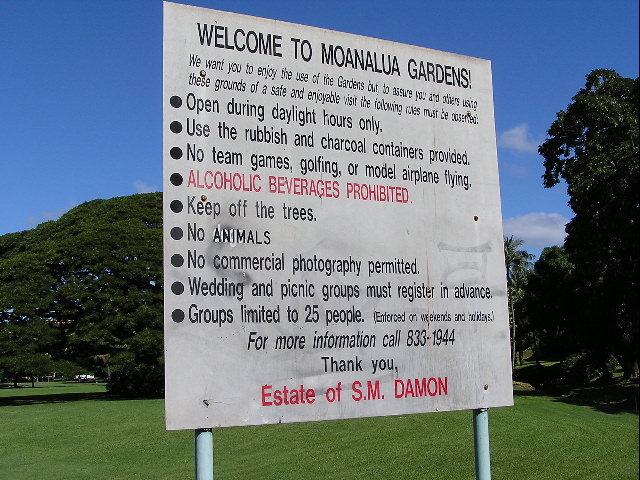 WELCOME TO MOANALUA GARDENS!
We want you to enjoy the use of the Gardens but, to assure you and others using
these grounds of a safe and enjoyable visit the following rules must be observed:
• Open during daylight hours only.
• Use the rubbish and charcoal containers provided.
• No team games, golfing, or model airplane flying.
• ALCOHOLIC BEVERAGES PROHIBITED.
• Keep off the trees.
• No ANIMALS
• No commercial photography permitted.
• Wedding and picnic groups must register in advance.
• Groups limited to 25 people. (Enforced on weekends and holidays.)
For more information call 833-1944
Thank you,
Estate of S.M. DAMON